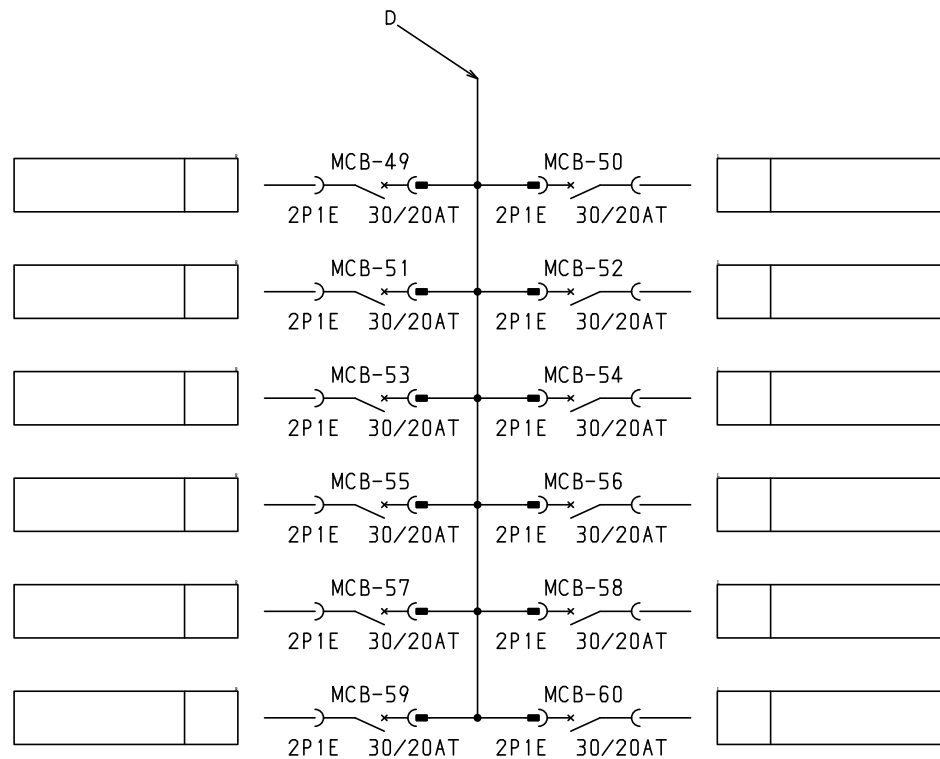 D
MCB-49 MCB-50
2P1E 30/20AT 2P1E 30/20AT
MCB-51 MCB-52
2P1E 30/20AT 2P1E 30/20AT
MCB-53 MCB-54
2P1E 30/20AT 2P1E 30/20AT
MCB-55 MCB-56
2P1E 30/20AT 2P1E 30/20AT
MCB-57 MCB-58
2P1E 30/20AT 2P1E 30/20AT
MCB-59 MCB-60
2P1E 30/20AT 2P1E 30/20AT